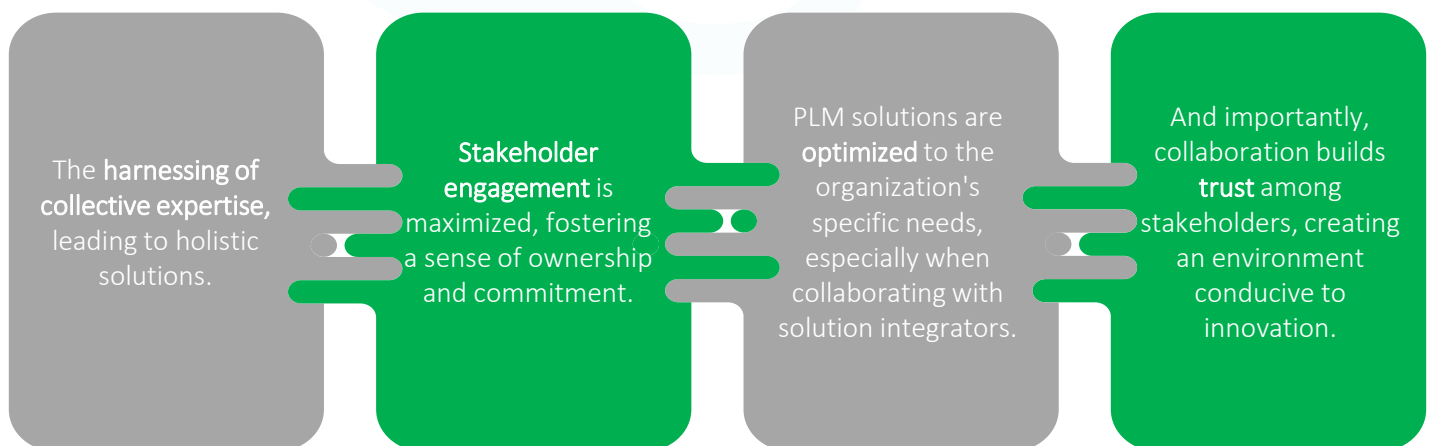 The harnessing of
collective expertise,
leading to holistic
solutions.
Stakeholder
engagement is
maximized, fostering
a sense of ownership
and commitment.
PLM solutions are
optimized to the
organization's
specific needs,
especially when
collaborating with
solution integrators.
And importantly,
collaboration builds
trust among
stakeholders, creating
an environment
conducive to
innovation.